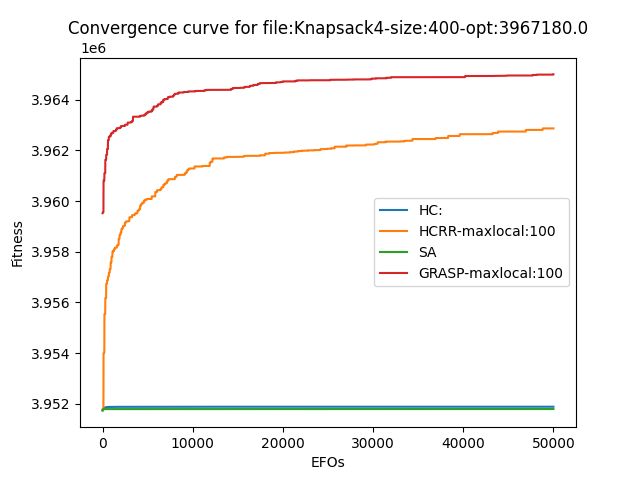 Convergence curve for file:Knapsack4-size:400-opt:3967180.0
1e6
3.964
3.962
3.960
3.958
3.956
3.954
3.952
Fitness
HC:
HCRR-maxlocal:100
SA
GRASP-maxlocal:100
0 10000 20000 30000 40000 50000
EFOs